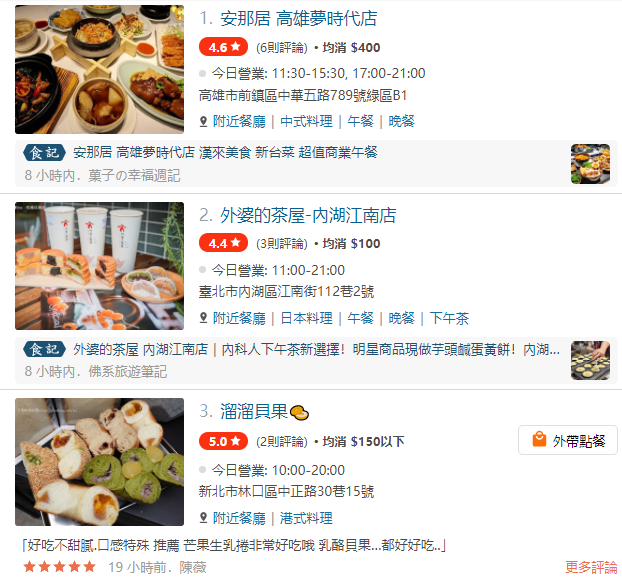 1. 安那居 高雄夢時代店
4.6 ★ (6則評論) • 均消 $400
今日營業: 11:30-15:30, 17:00-21:00
高雄市前鎮區中華五路789號綠區B1
附近餐廳 | 中式料理 | 午餐 | 晚餐
食記 安那居 高雄夢時代店 漢來美食 新台菜 超值商業午餐
8 小時內．菓子の幸福週記
2. 外婆的茶屋-內湖江南店
4.4 ★ (3則評論) • 均消 $100
今日營業: 11:00-21:00
臺北市內湖區江南街112巷2號
附近餐廳 | 日本料理 | 午餐 | 晚餐 | 下午茶
食記 外婆的茶屋 內湖江南店｜內科人下午茶新選擇！明星商品現做芋頭鹹蛋黃餅！內湖...
8 小時內．佛系旅遊筆記
3. 溜溜貝果🥭
5.0 ★ (2則評論) • 均消 $150以下
外帶點餐
今日營業: 10:00-20:00
新北市林口區中正路30巷15號
附近餐廳 | 港式料理
「好吃不甜膩.口感特殊 推薦 芒果生乳捲非常好吃哦 乳酪貝果...都好好吃..」
★★★★★ 19 小時前．陳薇
更多評論